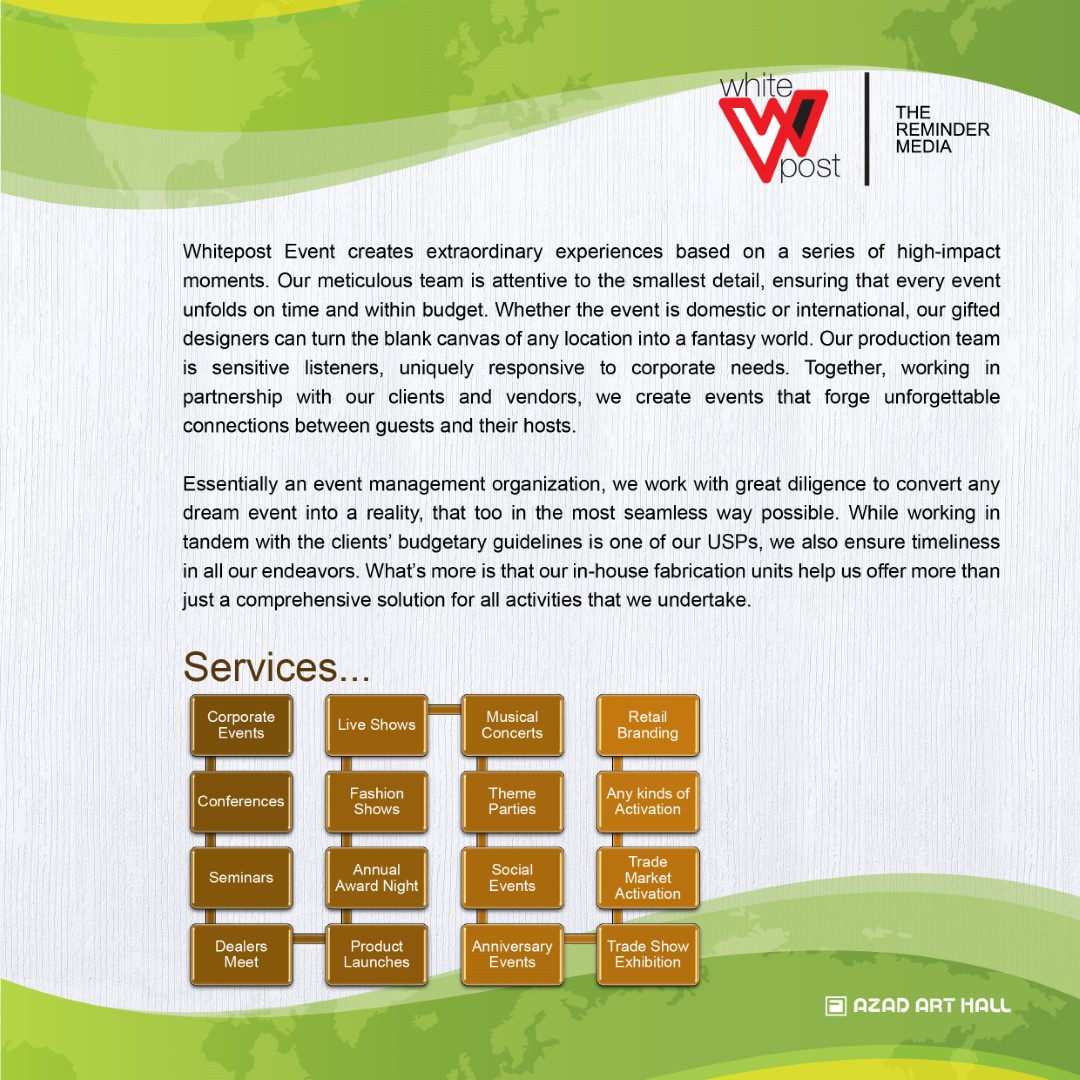 white
post
THE
REMINDER
MEDIA
Whitepost Event creates extraordinary experiences based on a series of high-impact
moments. Our meticulous team is attentive to the smallest detail, ensuring that every event
unfolds on time and within budget. Whether the event is domestic or international, our gifted
designers can turn the blank canvas of any location into a fantasy world. Our production team
is sensitive listeners, uniquely responsive to corporate needs. Together, working in
partnership with our clients and vendors, we create events that forge unforgettable
connections between guests and their hosts.
Essentially an event management organization, we work with great diligence to convert any
dream event into a reality, that too in the most seamless way possible. While working in
tandem with the clients’ budgetary guidelines is one of our USPs, we also ensure timeliness
in all our endeavors. What’s more is that our in-house fabrication units help us offer more than
just a comprehensive solution for all activities that we undertake.
Services...
Corporate
Events
Conferences
Seminars
Dealers
Meet
Product
Launches
Annual
Award Night
Fashion
Shows
Live Shows
Musical
Concerts
Theme
Parties
Social
Events
Anniversary
Events
Trade Show
Exhibition
Trade
Market
Activation
Any kinds of
Activation
Retail
Branding
AZAD ART HALL